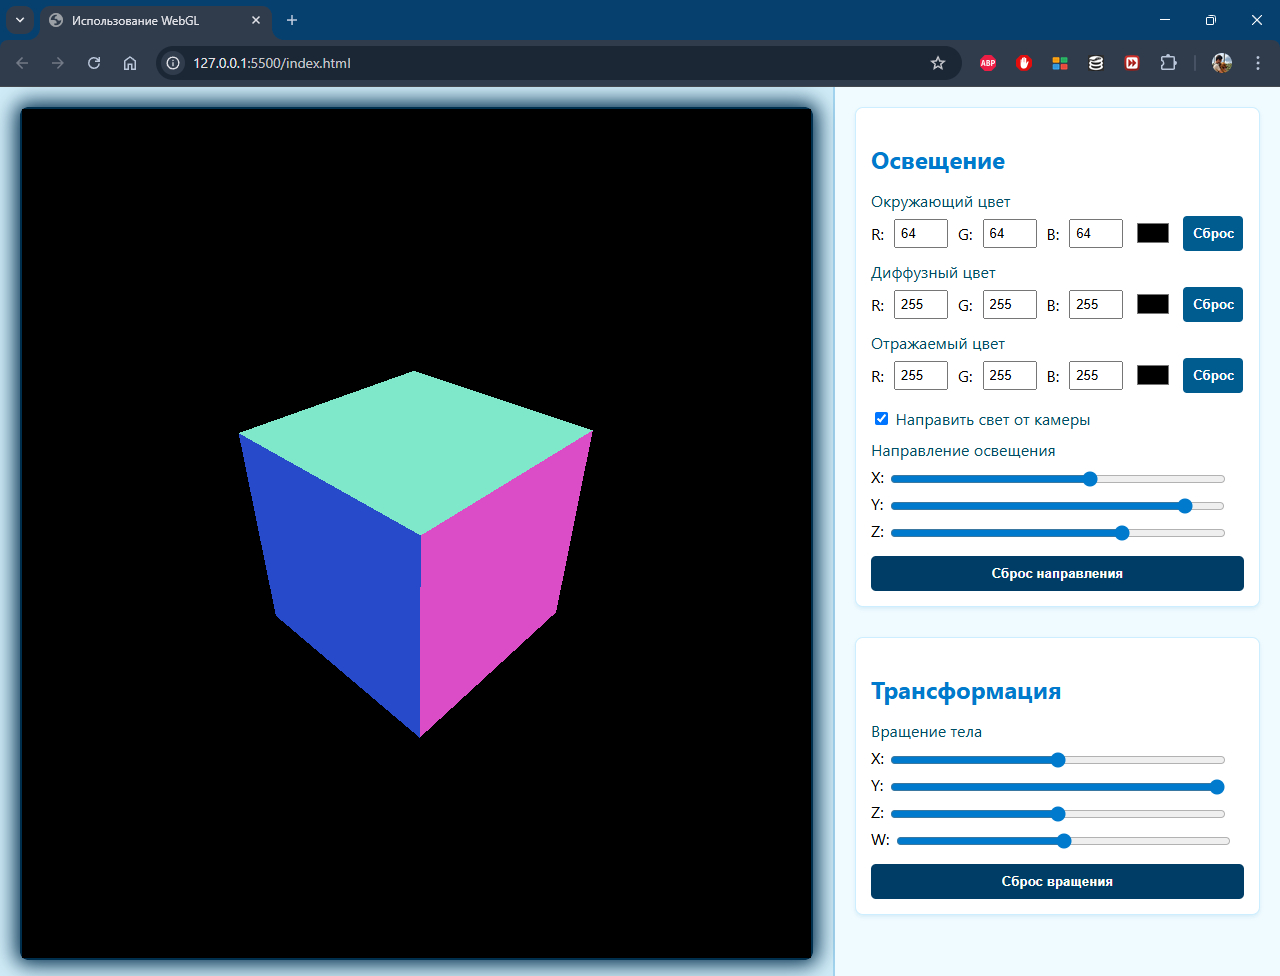 Использование WebGL
127.0.0.1:5500/index.html
ABP
Освещение
Окружающий цвет
R: 64 G: 64 B: 64 Сброс
Диффузный цвет
R: 255 G: 255 B: 255 Сброс
Отражаемый цвет
R: 255 G: 255 B: 255 Сброс
Направить свет от камеры
Направление освещения
X:
Y:
Z:
Сброс направления
Трансформация
Вращение тела
X:
Y:
Z:
W:
Сброс вращения